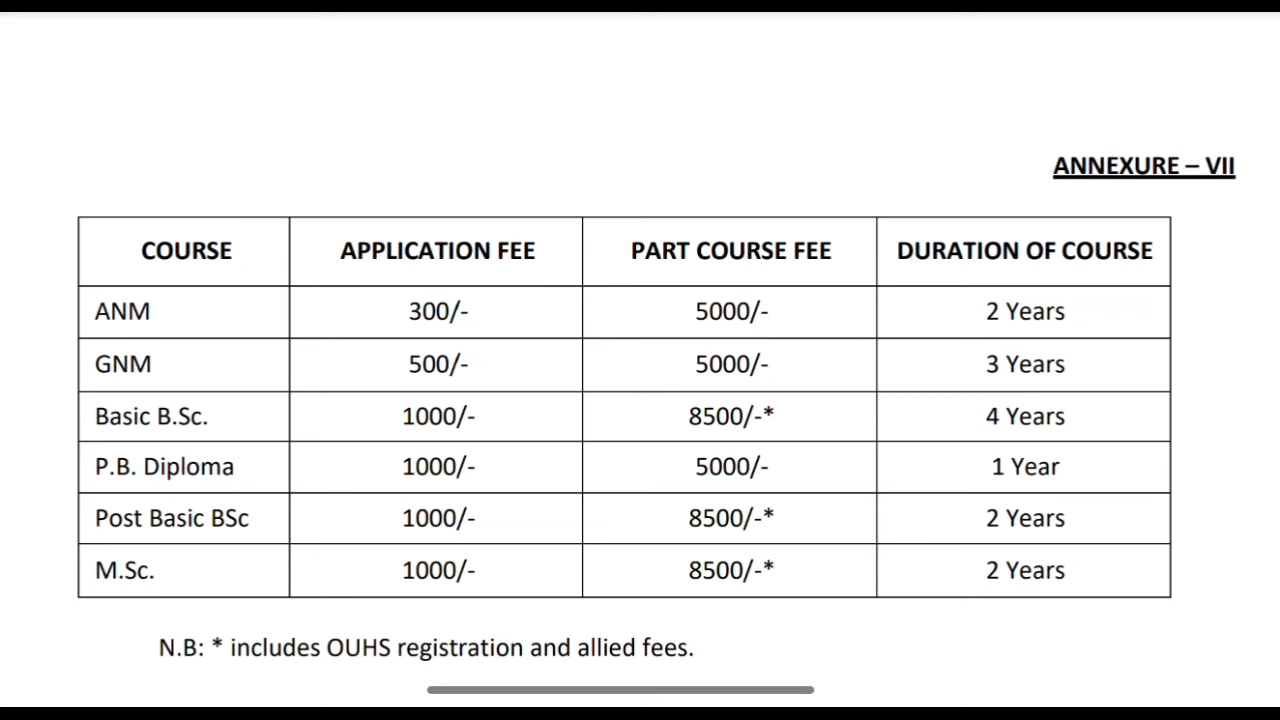 ANNEXURE – VII
COURSE APPLICATION FEE PART COURSE FEE DURATION OF COURSE
ANM 300/- 5000/- 2 Years
GNM 500/- 5000/- 3 Years
Basic B.Sc. 1000/- 8500/-* 4 Years
P.B. Diploma 1000/- 5000/- 1 Year
Post Basic BSc 1000/- 8500/-* 2 Years
M.Sc. 1000/- 8500/-* 2 Years
N.B: * includes OUHS registration and allied fees.